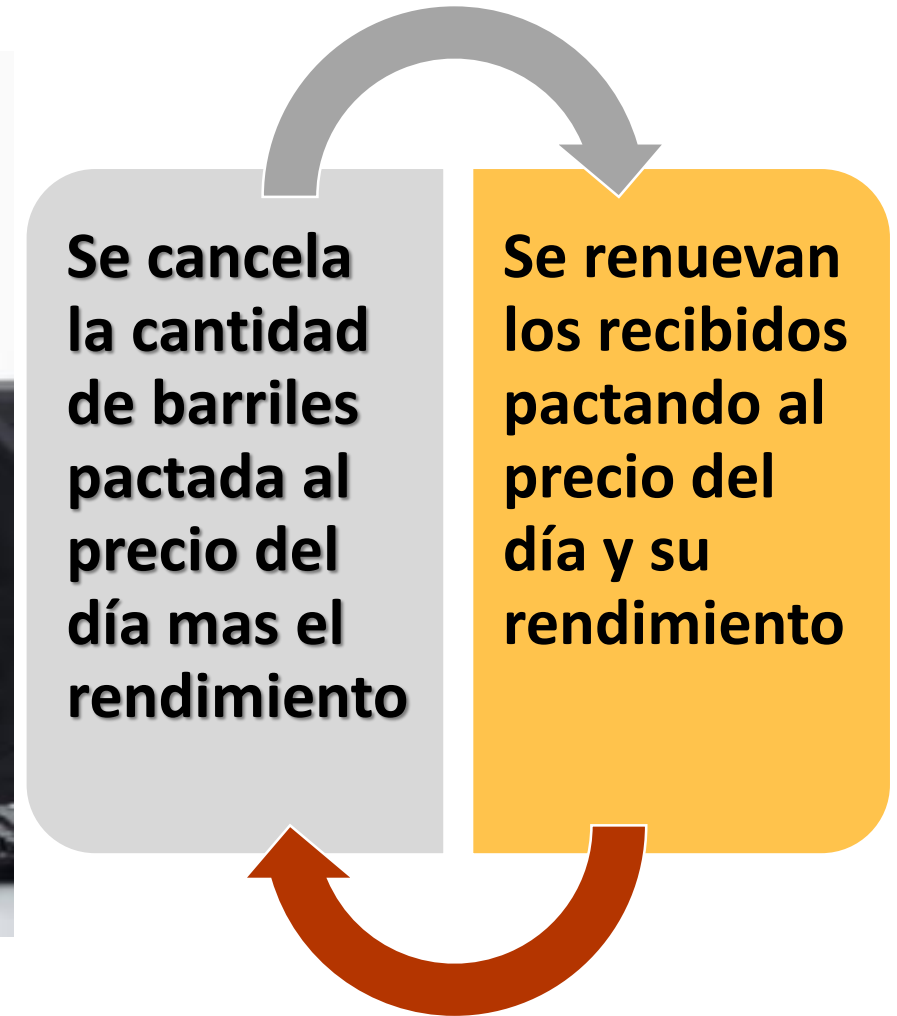 Se cancela
la cantidad
de barriles
pactada al
precio del
día mas el
rendimiento
Se renuevan
los recibidos
pactando al
precio del
día y su
rendimiento